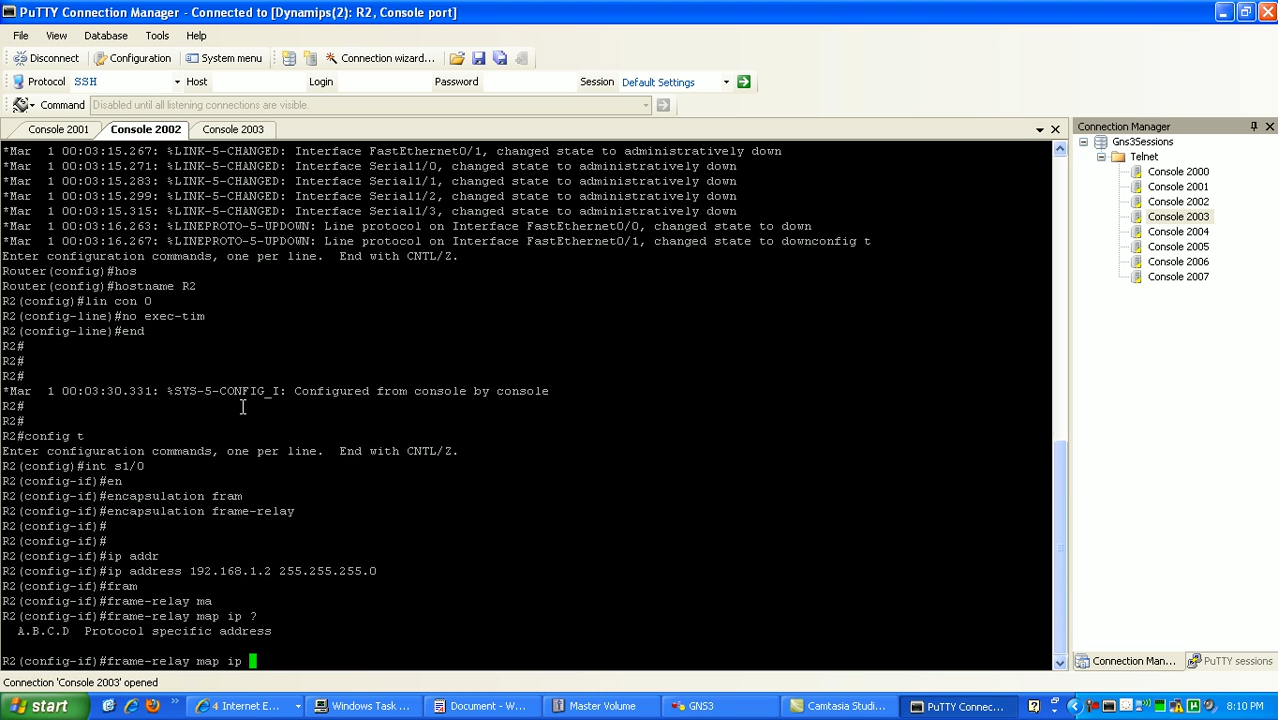 PuTTY Connection Manager - Connected to [Dynamips(2): R2, Console port]
File View Database Tools Help
Disconnect Configuration System menu Connection wizard...
Protocol SSH Host Login Password Session Default Settings
Command Disabled until all listening connections are visible.
Console 2001 Console 2002 Console 2003
*Mar  1 00:03:15.267: %LINK-5-CHANGED: Interface FastEthernet0/1, changed state to administratively down
*Mar  1 00:03:15.271: %LINK-5-CHANGED: Interface Serial1/0, changed state to administratively down
*Mar  1 00:03:15.283: %LINK-5-CHANGED: Interface Serial1/1, changed state to administratively down
*Mar  1 00:03:15.299: %LINK-5-CHANGED: Interface Serial1/2, changed state to administratively down
*Mar  1 00:03:15.315: %LINK-5-CHANGED: Interface Serial1/3, changed state to administratively down
*Mar  1 00:03:16.263: %LINEPROTO-5-UPDOWN: Line protocol on Interface FastEthernet0/0, changed state to down
*Mar  1 00:03:16.267: %LINEPROTO-5-UPDOWN: Line protocol on Interface FastEthernet0/1, changed state to downconfig t
Enter configuration commands, one per line.  End with CNTL/Z.
Router(config)#hos
Router(config)#hostname R2
R2(config)#lin con 0
R2(config-line)#no exec-tim
R2(config-line)#end
R2#
R2#
R2#
*Mar  1 00:03:30.331: %SYS-5-CONFIG_I: Configured from console by console
R2#
R2#
R2#config t
Enter configuration commands, one per line.  End with CNTL/Z.
R2(config)#int s1/0
R2(config-if)#en
R2(config-if)#encapsulation fram
R2(config-if)#encapsulation frame-relay
R2(config-if)#
R2(config-if)#
R2(config-if)#ip addr
R2(config-if)#ip address 192.168.1.2 255.255.255.0
R2(config-if)#fram
R2(config-if)#frame-relay ma
R2(config-if)#frame-relay map ip ?
  A.B.C.D  Protocol specific address
R2(config-if)#frame-relay map ip
Connection Manager
Gns3Sessions
Telnet
Console 2000
Console 2001
Console 2002
Console 2003
Console 2004
Console 2005
Console 2006
Console 2007
Connection Man... PuTTY sessions
Connection 'Console 2003' opened
start 4 Internet E... Windows Task ... Document - W... Master Volume GNS3 Camtasia Studi... PuTTY Connec... 8:10 PM